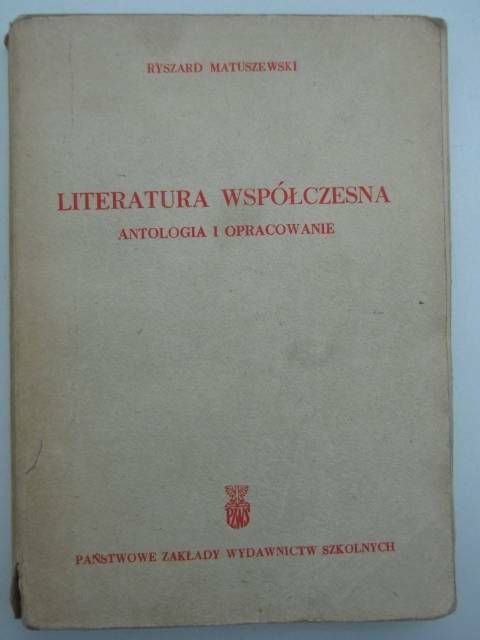 RYSZARD MATUSZEWSKI
LITERATURA WSPÓŁCZESNA
ANTOLOGIA I OPRACOWANIE
PZWS
PAŃSTWOWE ZAKŁADY WYDAWNICTW SZKOLNYCH